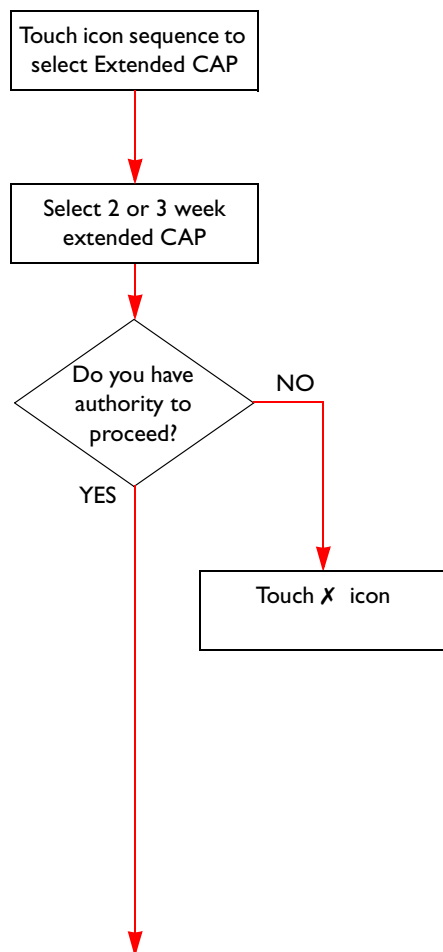 Touch icon sequence to
select Extended CAP
Select 2 or 3 week
extended CAP
Do you have
authority to
proceed?
NO
YES
Touch ✗ icon